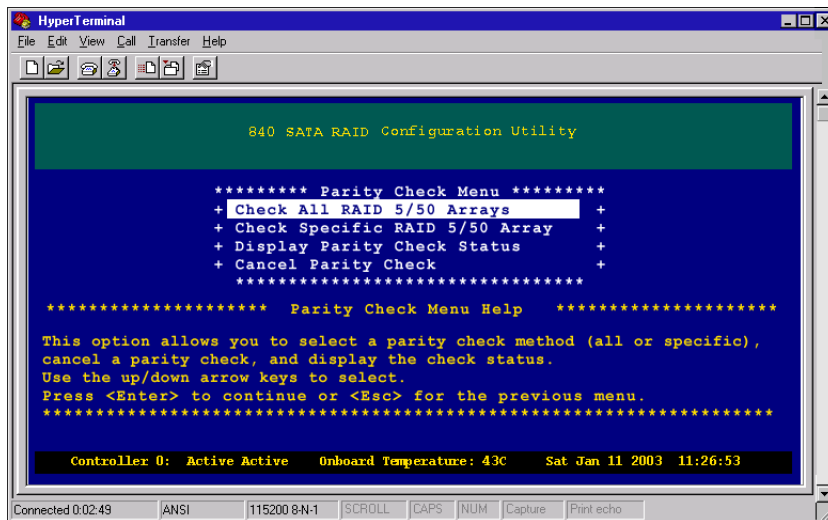 HyperTerminal
File Edit View Call Transfer Help
840 SATA RAID Configuration Utility
********* Parity Check Menu *********
+ Check All RAID 5/50 Arrays +
+ Check Specific RAID 5/50 Array +
+ Display Parity Check Status +
+ Cancel Parity Check +
*********************************
********************* Parity Check Menu Help *********************
This option allows you to select a parity check method (all or specific),
cancel a parity check, and display the check status.
Use the up/down arrow keys to select.
Press <Enter> to continue or <Esc> for the previous menu.
**********************************************************************
Controller 0: Active Active Onboard Temperature: 43C Sat Jan 11 2003 11:26:53
Connected 0:02:49 ANSI 115200 8-N-1 SCROLL CAPS NUM Capture Print echo